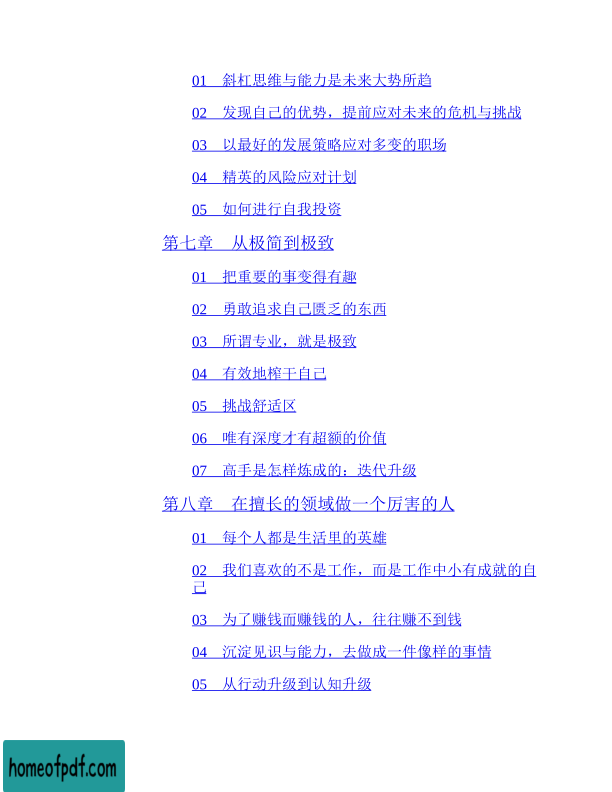 01 斜杠思维与能力是未来大势所趋
02 发现自己的优势，提前应对未来的危机与挑战
03 以最好的发展策略应对多变的职场
04 精英的风险应对计划
05 如何进行自我投资
第七章 从极简到极致
01 把重要的事变得有趣
02 勇敢追求自己匮乏的东西
03 所谓专业，就是极致
04 有效地榨干自己
05 挑战舒适区
06 唯有深度才有超额的价值
07 高手是怎样炼成的：迭代升级
第八章 在擅长的领域做一个厉害的人
01 每个人都是生活里的英雄
02 我们喜欢的不是工作，而是工作中小有成就的自
己
03 为了赚钱而赚钱的人，往往赚不到钱
04 沉淀见识与能力，去做成一件像样的事情
05 从行动升级到认知升级
homeofpdf.com